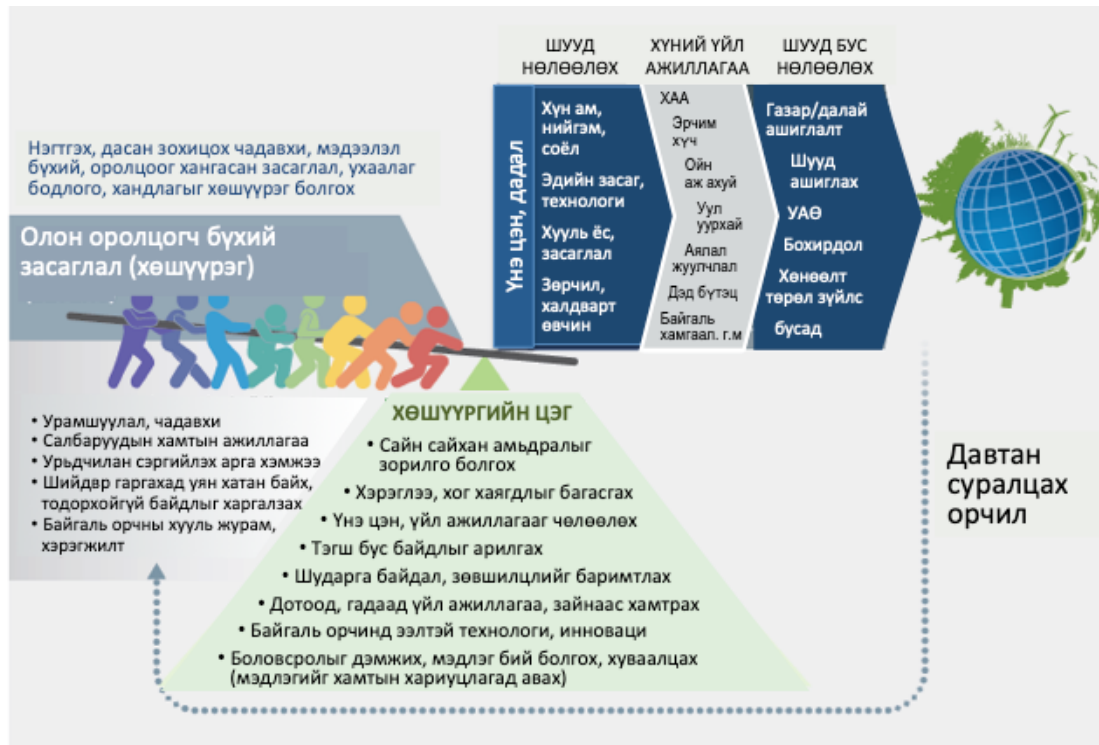 ШУУД
НӨЛӨӨЛӨХ
ХҮНИЙ ҮЙЛ
АЖИЛЛАГАА
ШУУД БУС
НӨЛӨӨЛӨХ
Үнэ цэн, дадал
Хүн ам,
нийгэм,
соёл
Эдийн засаг,
технологи
Хууль ёс,
засаглал
Зөрчил,
халдварт
өвчин
ХАА
Эрчим
хүч
Ойн
аж ахуй
Уул
уурхай
Аялал
жуулчлал
Дэд бүтэц
Байгаль
хамгаал. г.м
Газар/далай
ашиглалт
Шууд
ашиглах
УАӨ
Бохирдол
Хөнөөлт
төрөл зүйлс
бусад
Нэгтгэх, дасан зохицох чадавхи, мэдээлэл
бүхий, оролцоог хангасан засаглал, ухаалаг
бодлого, хандлагыг хөшүүрэг болгох
Олон оролцогч бүхий
засаглал (хөшүүрэг)
• Урамшуулал, чадавхи
• Салбаруудын хамтын ажиллагаа
• Урьдчилан сэргийлэх арга хэмжээ
• Шийдвр гаргахад уян хатан байх,
тодорхойгүй байдлыг харгалзах
• Байгаль орчны хууль журам,
хэрэгжилт
ХӨШҮҮРГИЙН ЦЭГ
• Сайн сайхан амьдралыг
зорилго болгох
• Хэрэглээ, хог хаягдлыг багасгах
• Үнэ цэн, үйл ажиллагааг чөлөөлөх
• Тэгш бус байдлыг арилгах
• Шударга байдал, зөвшилцлийг баримтлах
• Дотоод, гадаад үйл ажиллагаа, зайнаас хамтрах
• Байгаль орчинд ээлтэй технологи, инноваци
• Боловсролыг дэмжих, мэдлэг бий болгох, хуваалцах
(мэдлэгийг хамтын хариуцлагад авах)
Давтан
суралцах
орчил